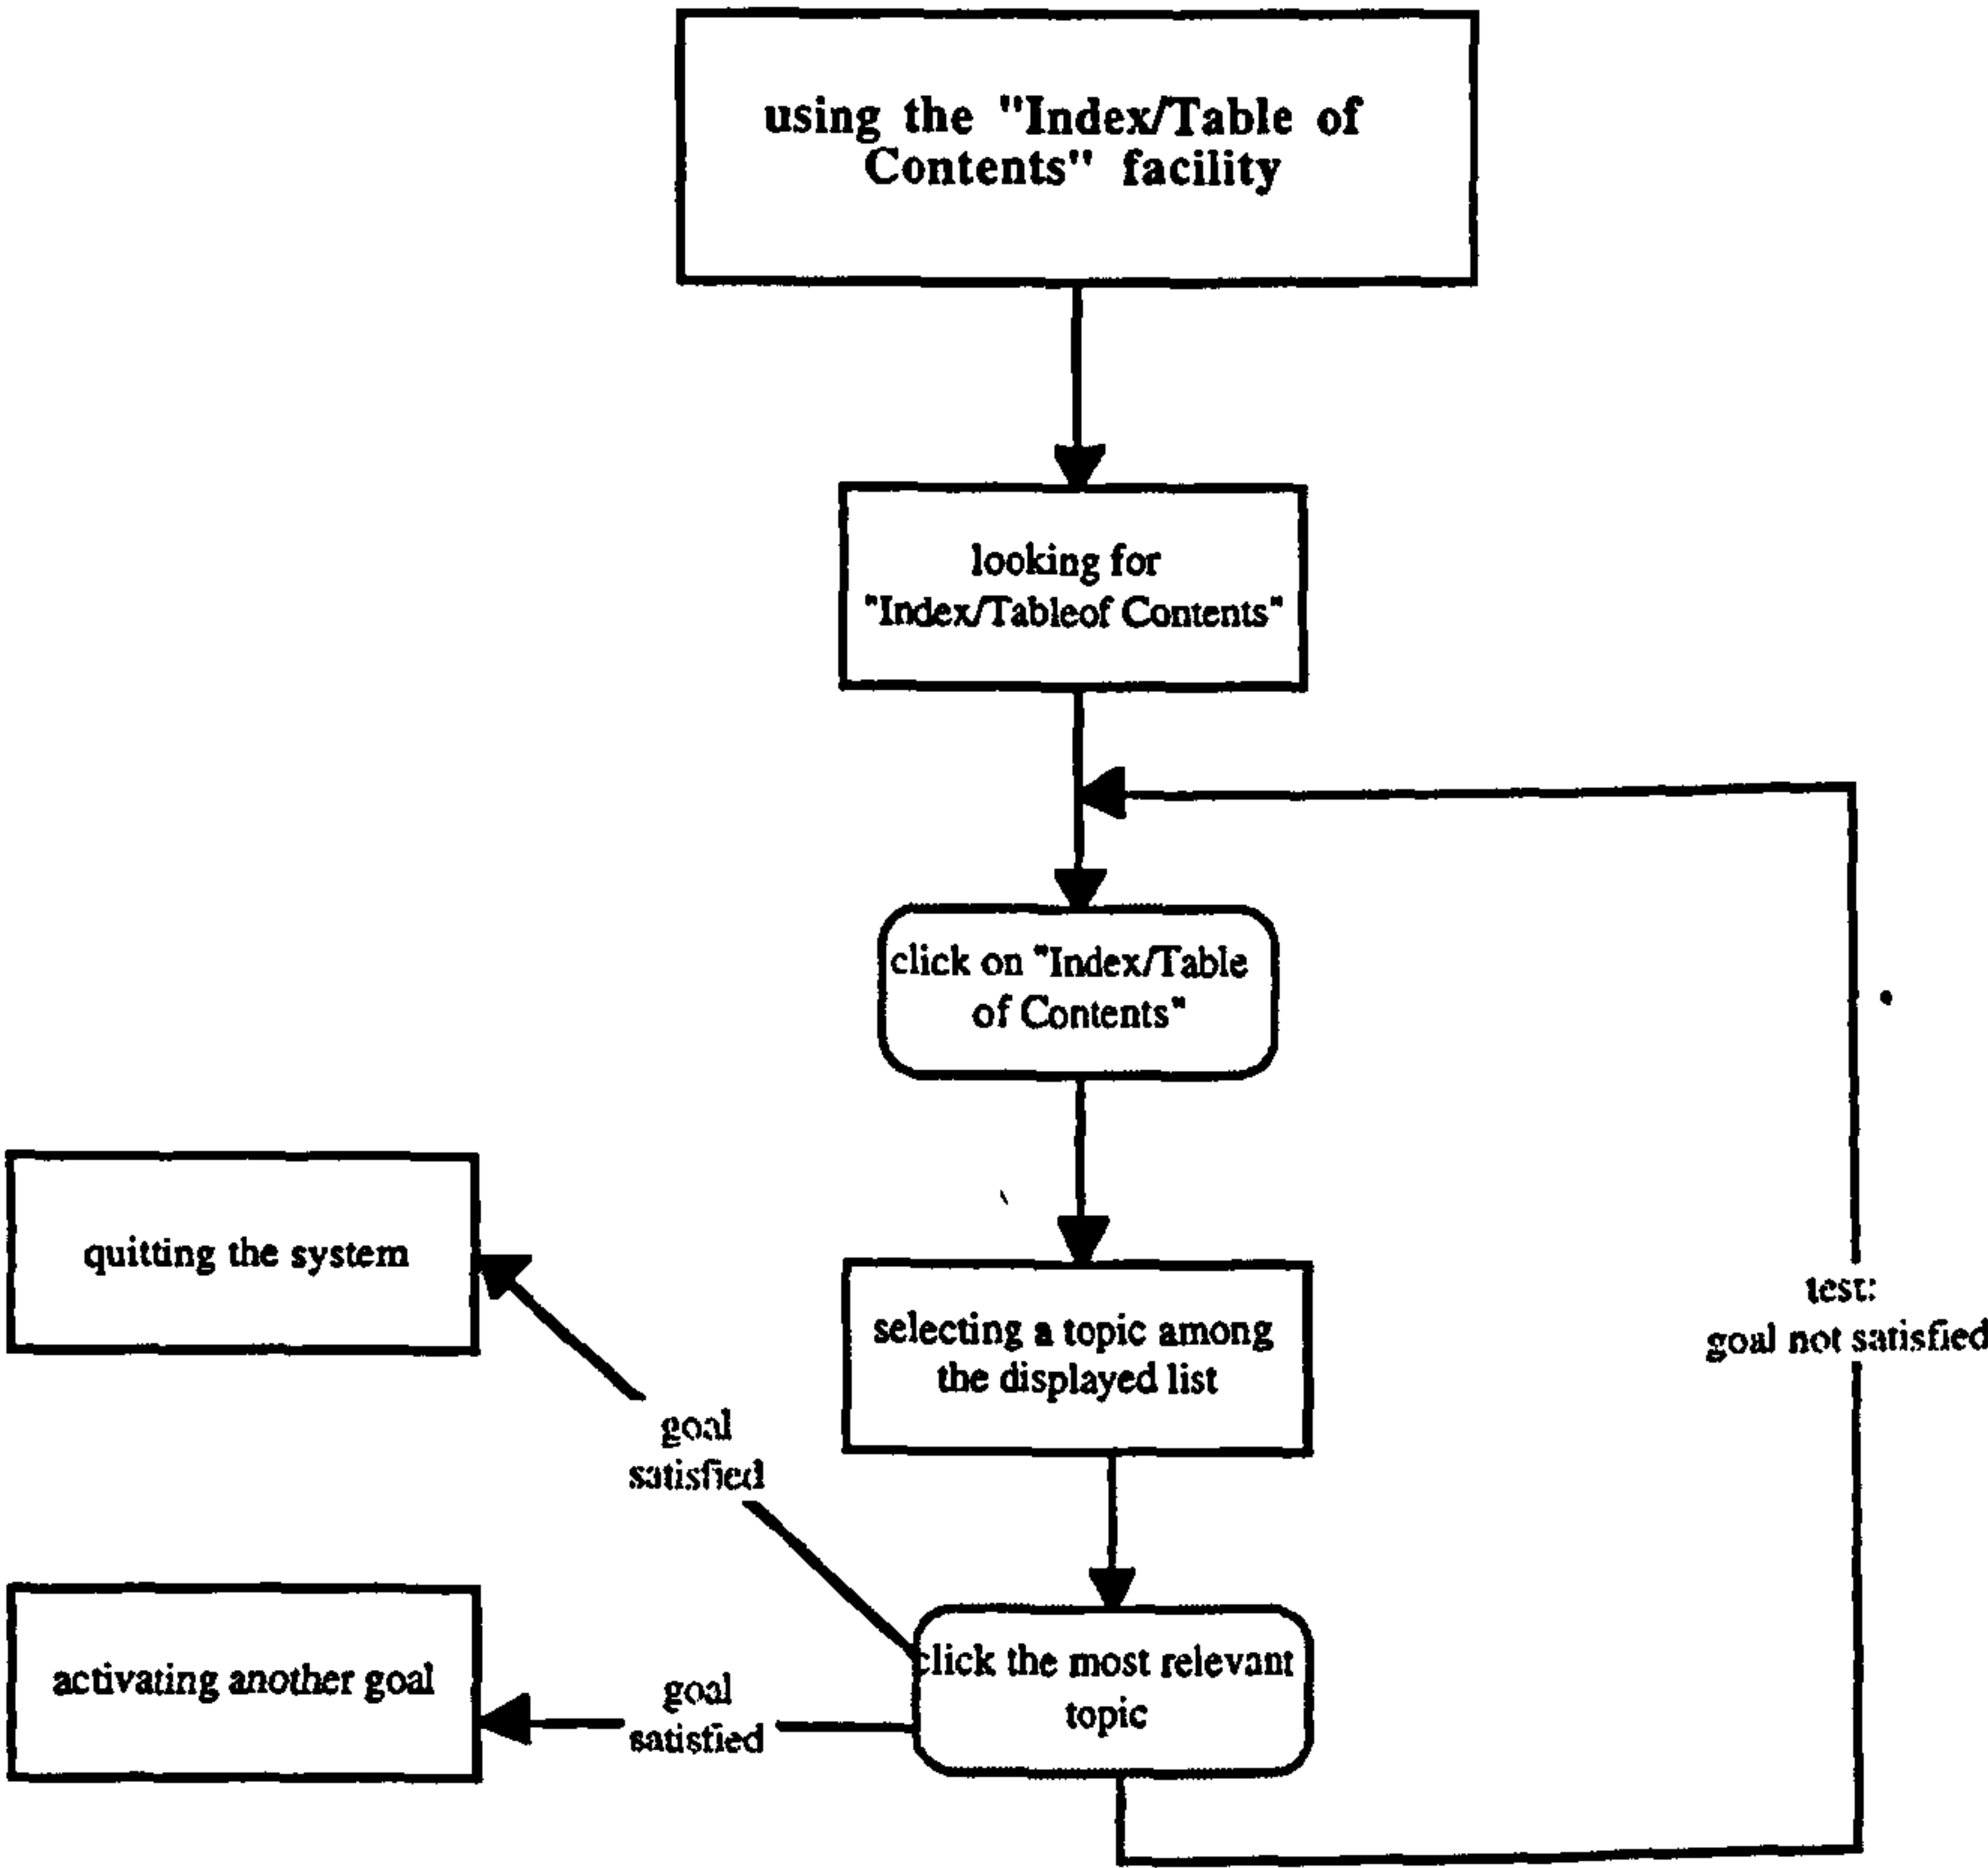 using the "Index/Table of
Contents" facility
looking for
"Index/Tableof Contents"
click on "Index/Table
of Contents"
quitting the system
selecting a topic among
the displayed list
test:
goal not satisfied
goal
satisfied
click the most relevant
topic
activating another goal
goal
satisfied